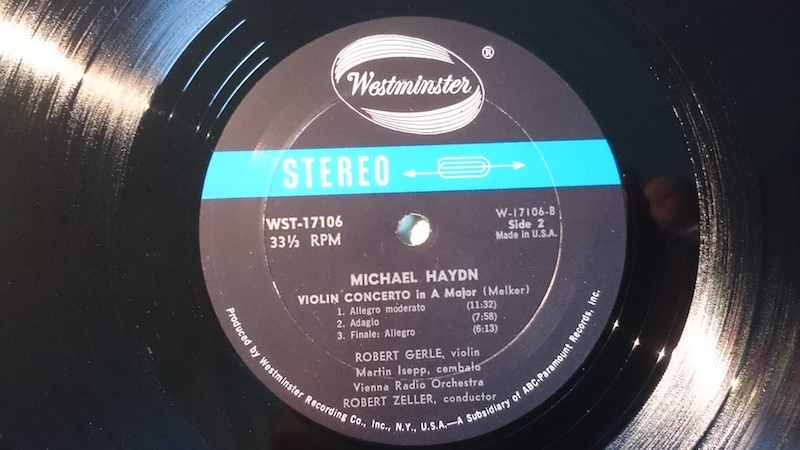 Westminster
®
STEREO
WST-17106
33⅓ RPM
W-17106-B
Side 2
Made in U.S.A.
MICHAEL HAYDN
VIOLIN CONCERTO in A Major (Melker)
1. Allegro moderato (11:32)
2. Adagio (7:58)
3. Finale: Allegro (6:13)
ROBERT GERLE, violin
Martin Isepp, cembalo
Vienna Radio Orchestra
ROBERT ZELLER, conductor
Produced by Westminster Recording Co., Inc., N.Y., U.S.A.—A Subsidiary of ABC-Paramount Records, Inc.